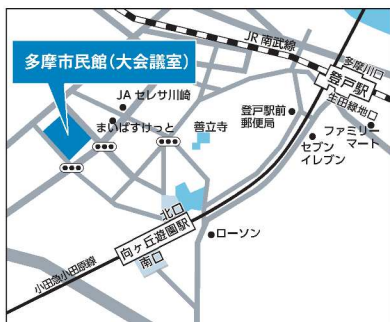 JR 南武線
多摩市民館(大会議室)
多摩川口
登戸駅
生田緑地口
JA セレサ川崎
まいばすけっと
善立寺
登戸駅前
郵便局
ファミリー
マート
セブン
イレブン
北口
向ヶ丘遊園駅
南口
ローソン
小田急小田原線